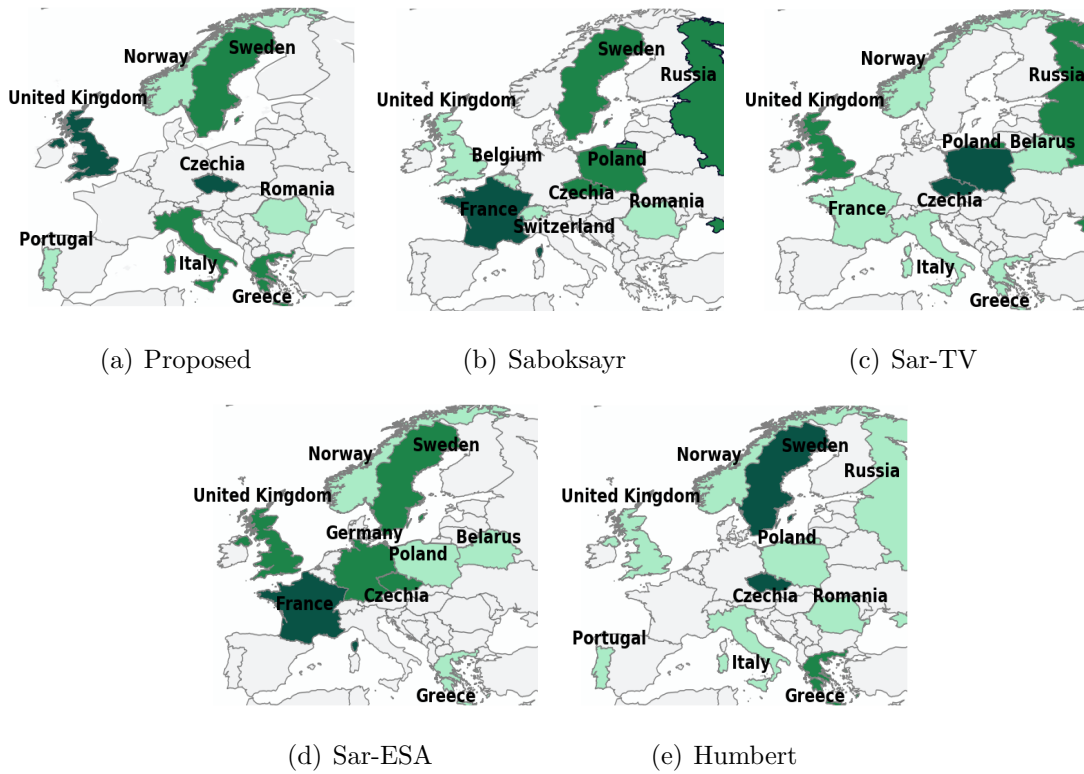 Norway
Sweden
United Kingdom
Czechia
Romania
Portugal
Italy
Greece
(a) Proposed
Sweden
Russia
United Kingdom
Belgium
Poland
Czechia
France
Romania
Switzerland
(b) Saboksayr
Norway
Russia
United Kingdom
Poland Belarus
Czechia
France
Italy
Greece
(c) Sar-TV
Norway
Sweden
United Kingdom
Germany
Belarus
Poland
Czechia
France
Greece
(d) Sar-ESA
Norway
Sweden
Russia
United Kingdom
Poland
Czechia
Romania
Portugal
Italy
Greece
(e) Humbert